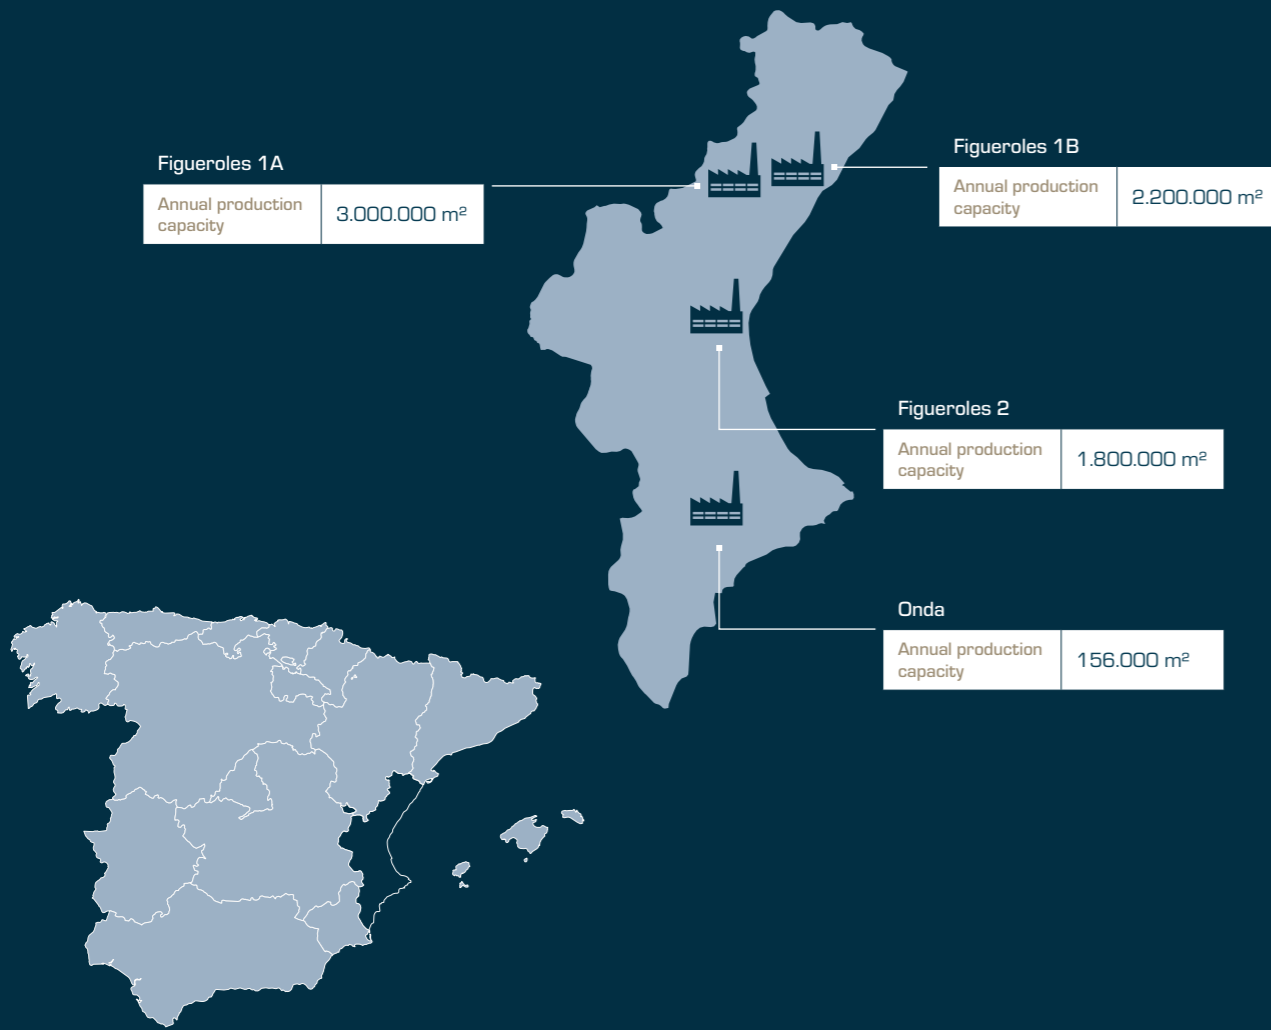 Figueroles 1A
Annual production
capacity
3.000.000 m²
Figueroles 1B
Annual production
capacity
2.200.000 m²
Figueroles 2
Annual production
capacity
1.800.000 m²
Onda
Annual production
capacity
156.000 m²